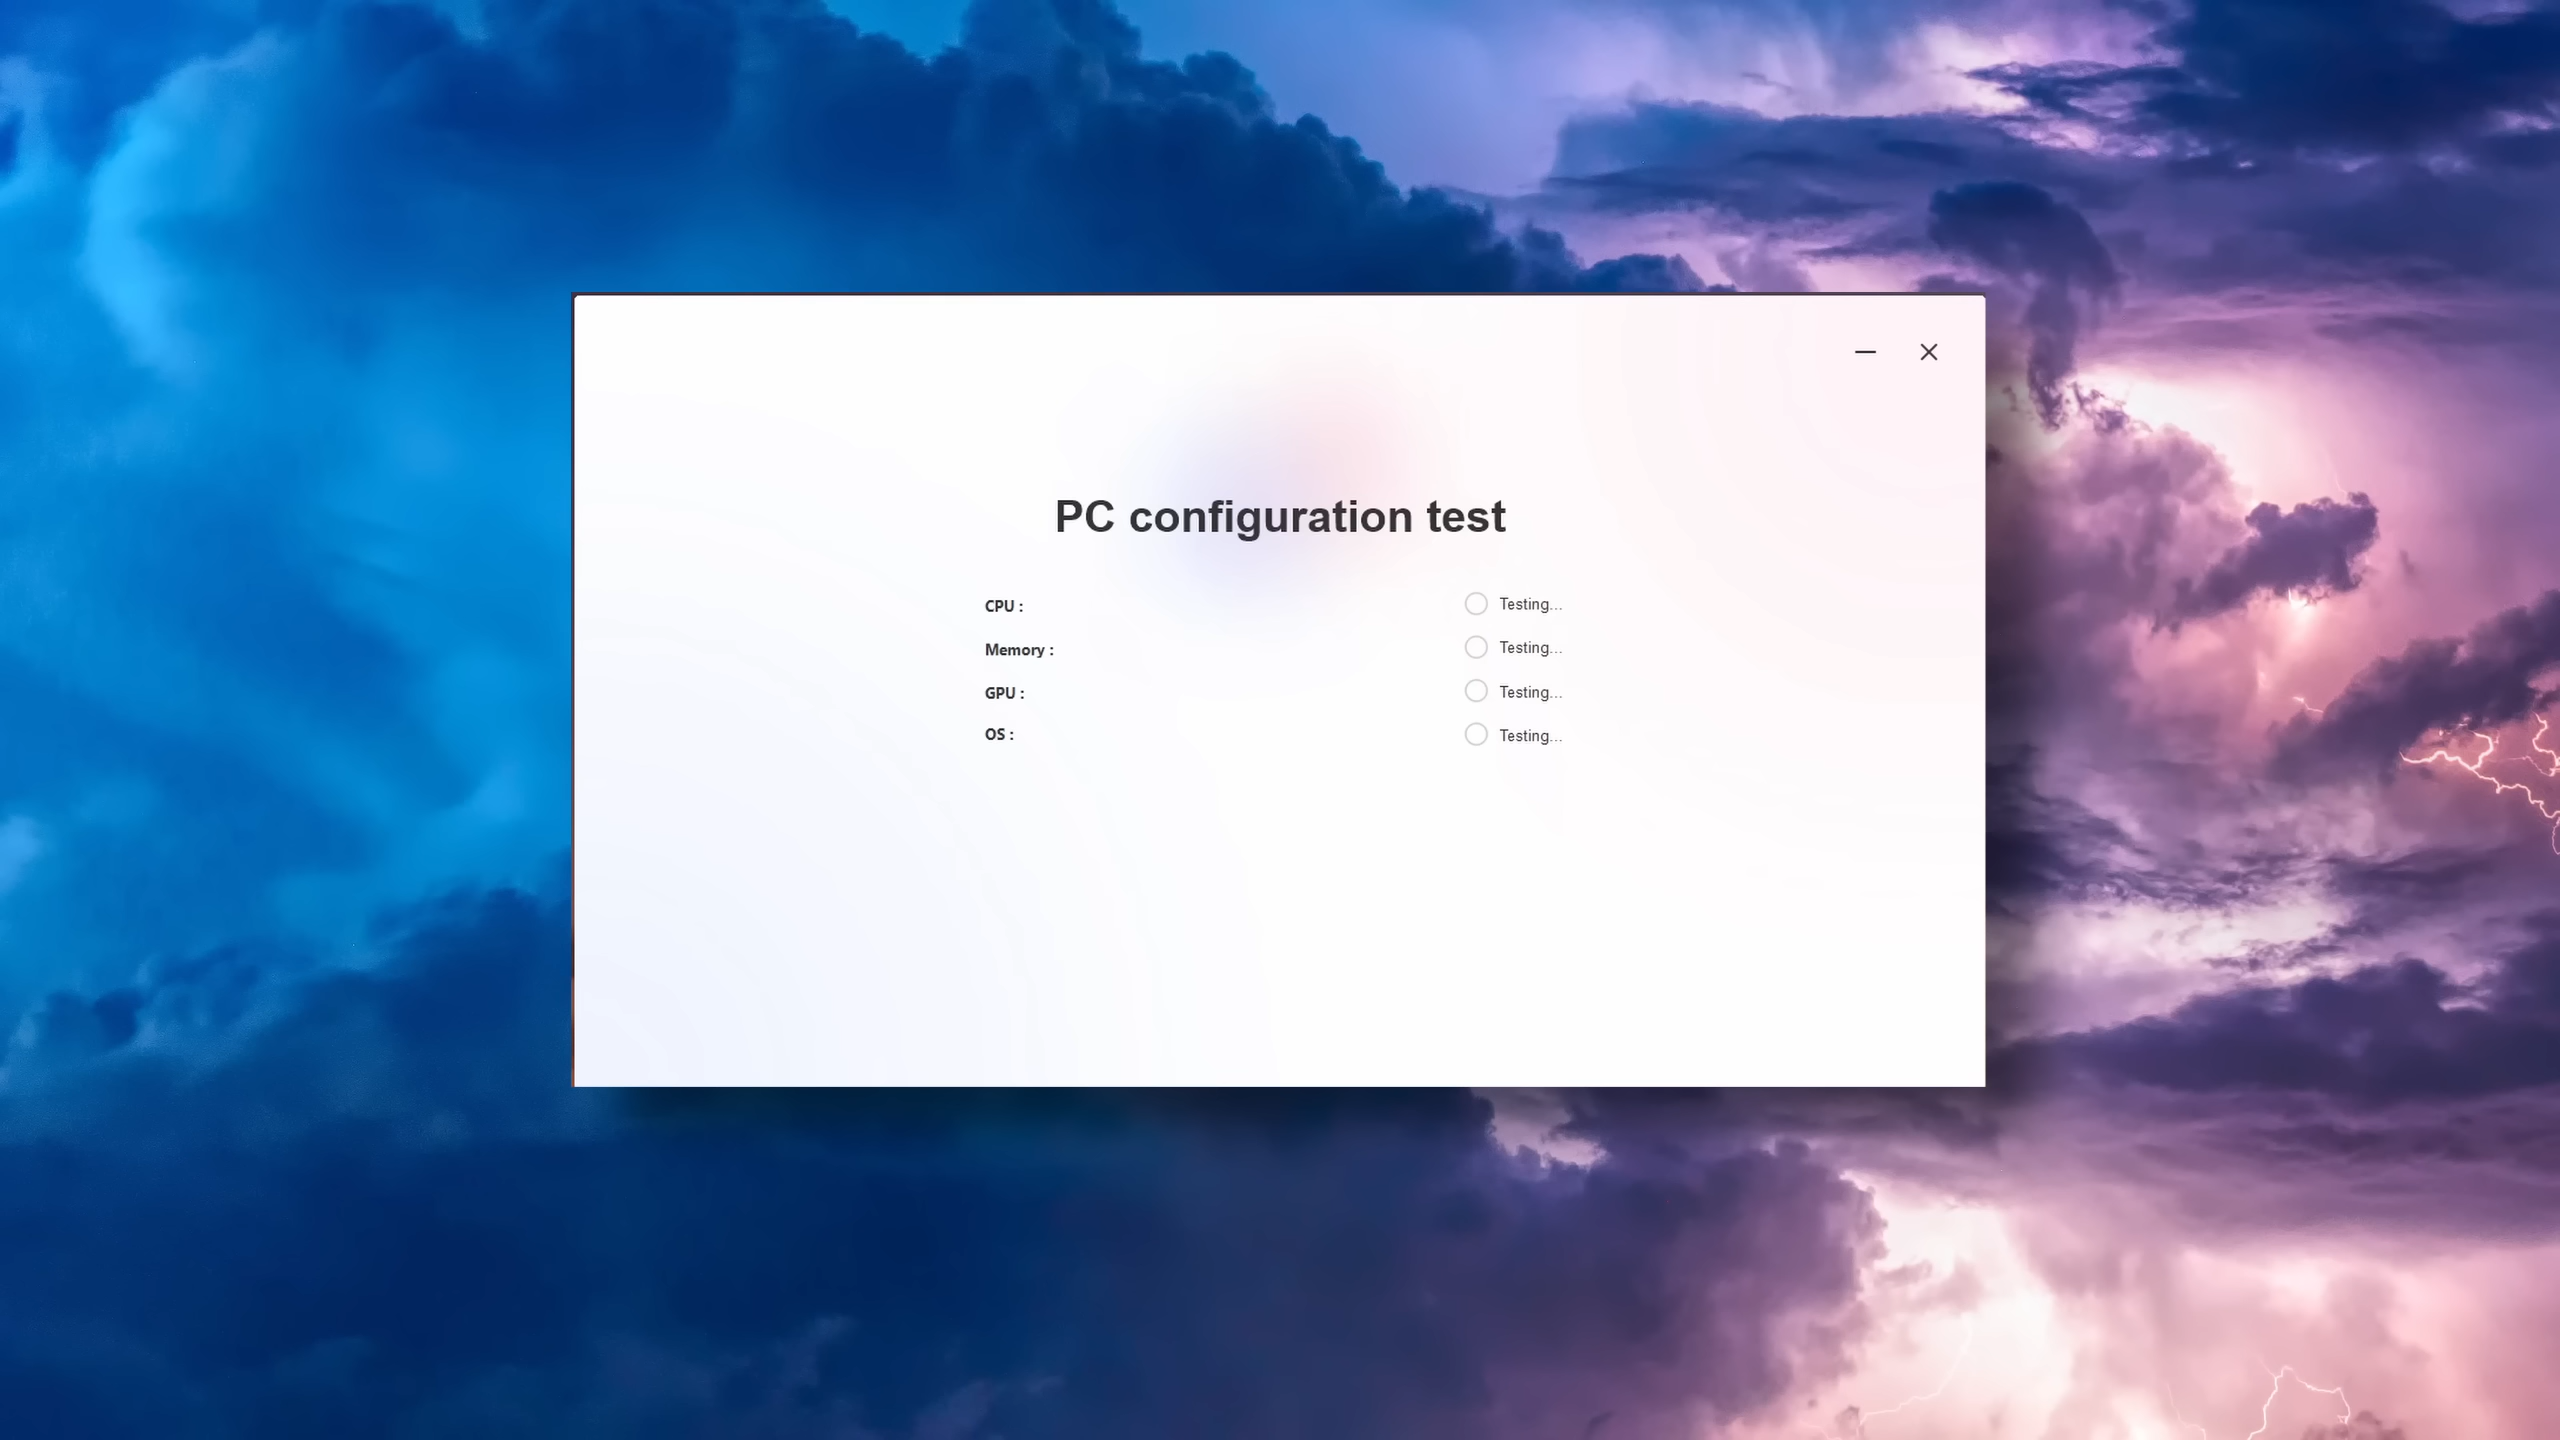 PC configuration test
CPU : Testing...
Memory : Testing...
GPU : Testing...
OS : Testing...